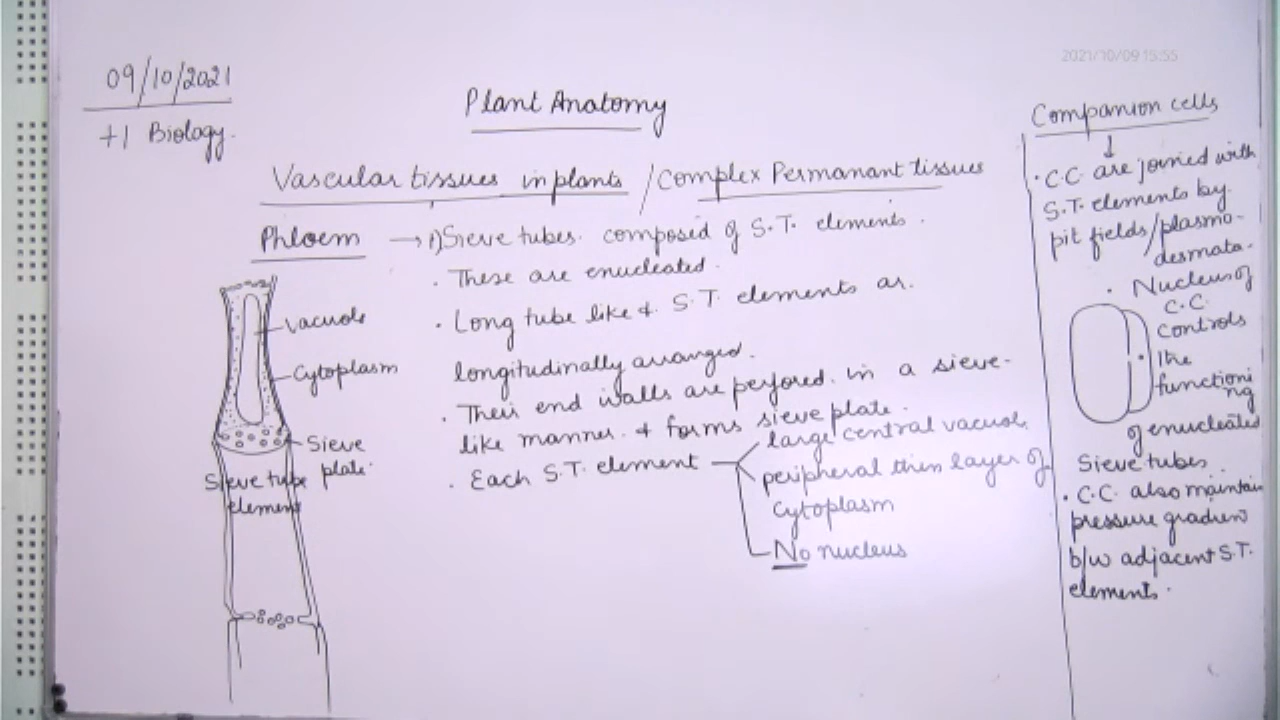 2021/10/09 15:55
09/10/2021
+1 Biology.
Plant Anatomy
Vascular tissues in plants / Complex Permanant tissues
Phloem → 1) Sieve tubes. composed of S.T. elements.
. These are enucleated.
. Long tube like & S.T. elements ar.
longitudinally arranged.
. Their end walls are perfored. in a sieve-
like manner. & forms sieve plate.
. Each S.T. element
large central vacuole
peripheral thin layer of
cytoplasm
No nucleus
vacuole
Cytoplasm
Sieve
plate.
Sieve tube
element
Companion cells
↓
. C.C. are joined with
S.T. elements by
pit fields/plasmo-
desmata.
. Nucleus of
C.C.
controls
the
functioni
ng
of enucleated
Sieve tubes.
. C.C. also maintain
pressure gradien
b/w adjacent S.T.
elements.